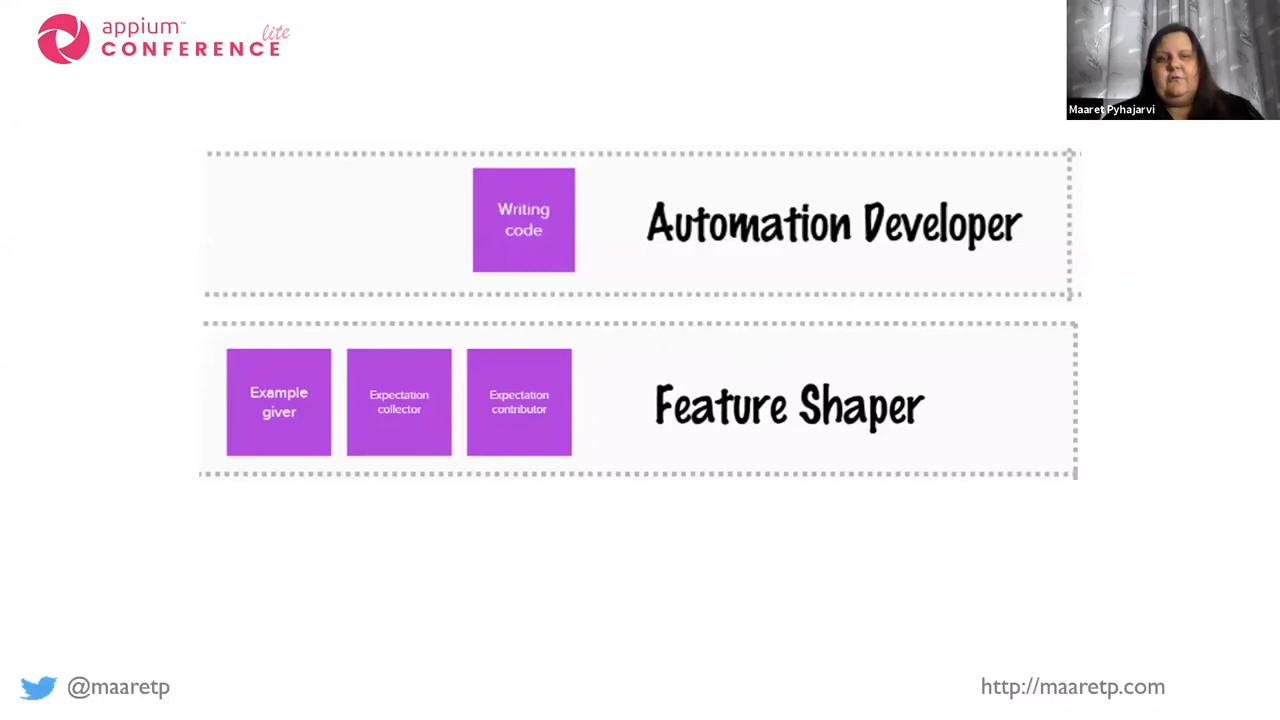 appium™
CONFERENCE lite
Maaret Pyhajarvi
Writing
code
Automation Developer
Example
giver
Expectation
collector
Expectation
contributor
Feature Shaper
@maaretp
http://maaretp.com